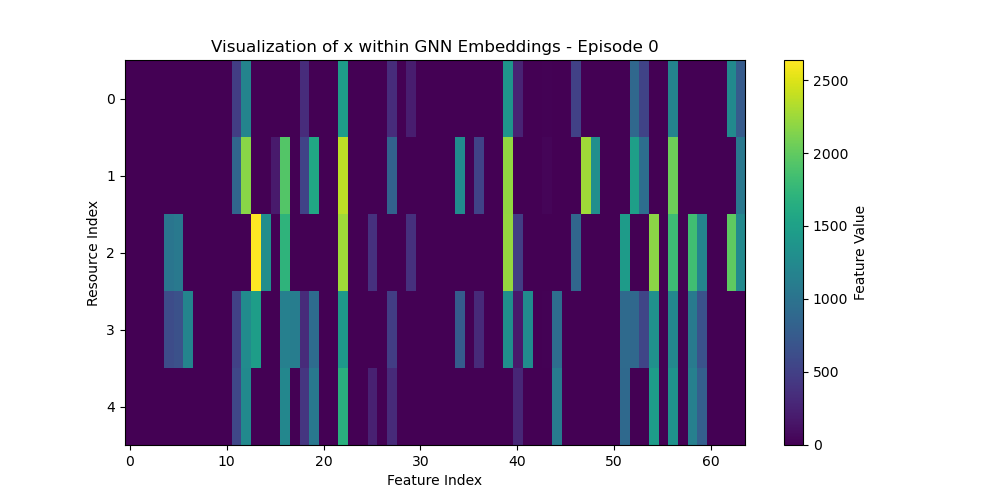 Visualization of x within GNN Embeddings - Episode 0
Resource Index
0
1
2
3
4
0 10 20 30 40 50 60
Feature Index
2500
2000
1500
1000
500
0
Feature Value